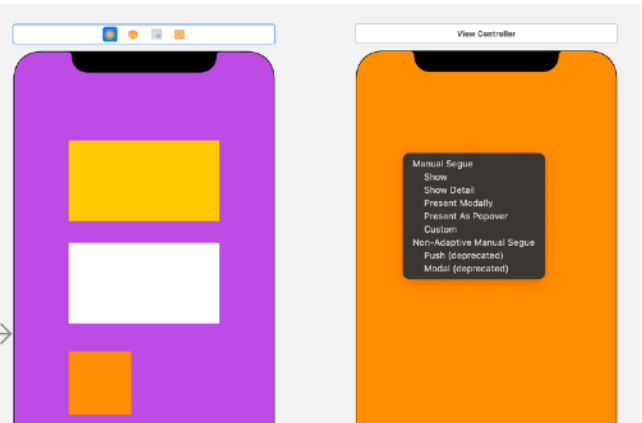 View Controller
Manual Segue
Show
Show Detail
Present Modally
Present As Popover
Custom
Non-Adaptive Manual Segue
Push (deprecated)
Modal (deprecated)